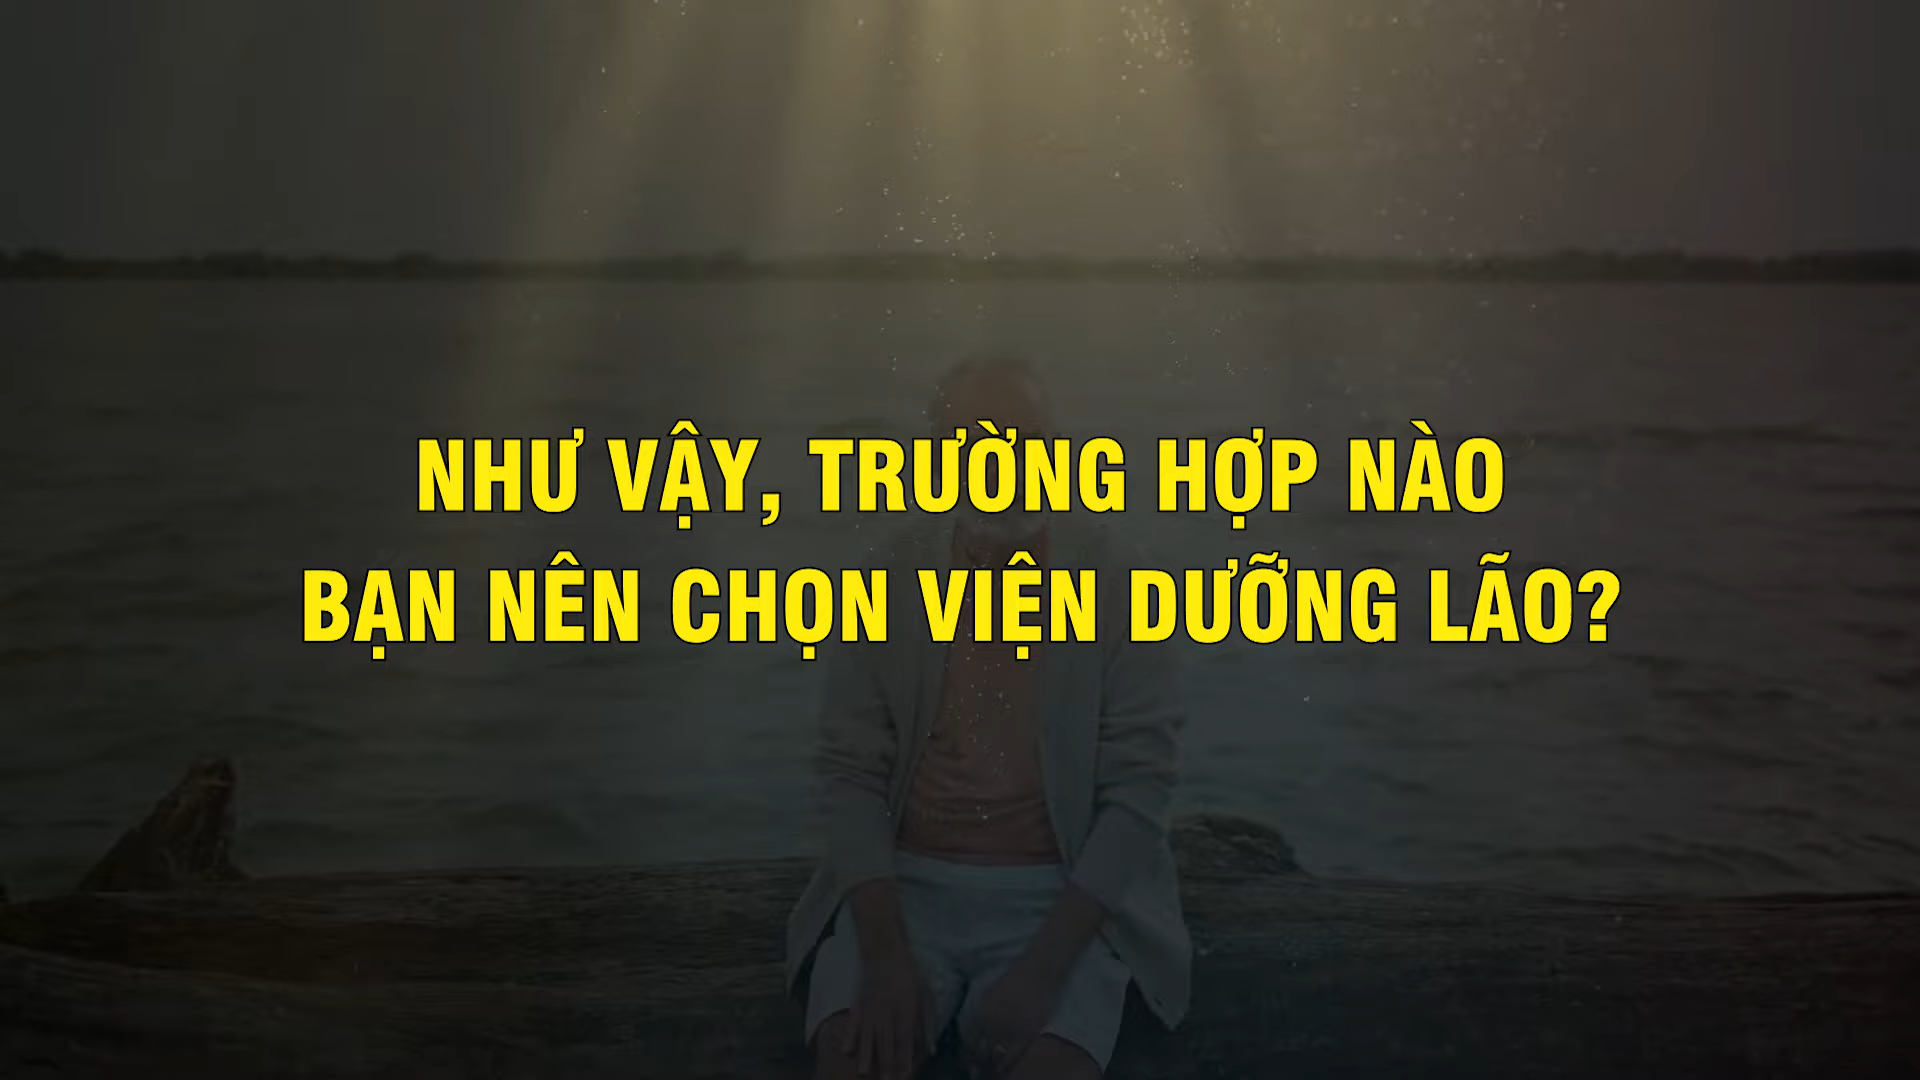 NHƯ VẬY, TRƯỜNG HỢP NÀO
BẠN NÊN CHỌN VIỆN DƯỠNG LÃO?